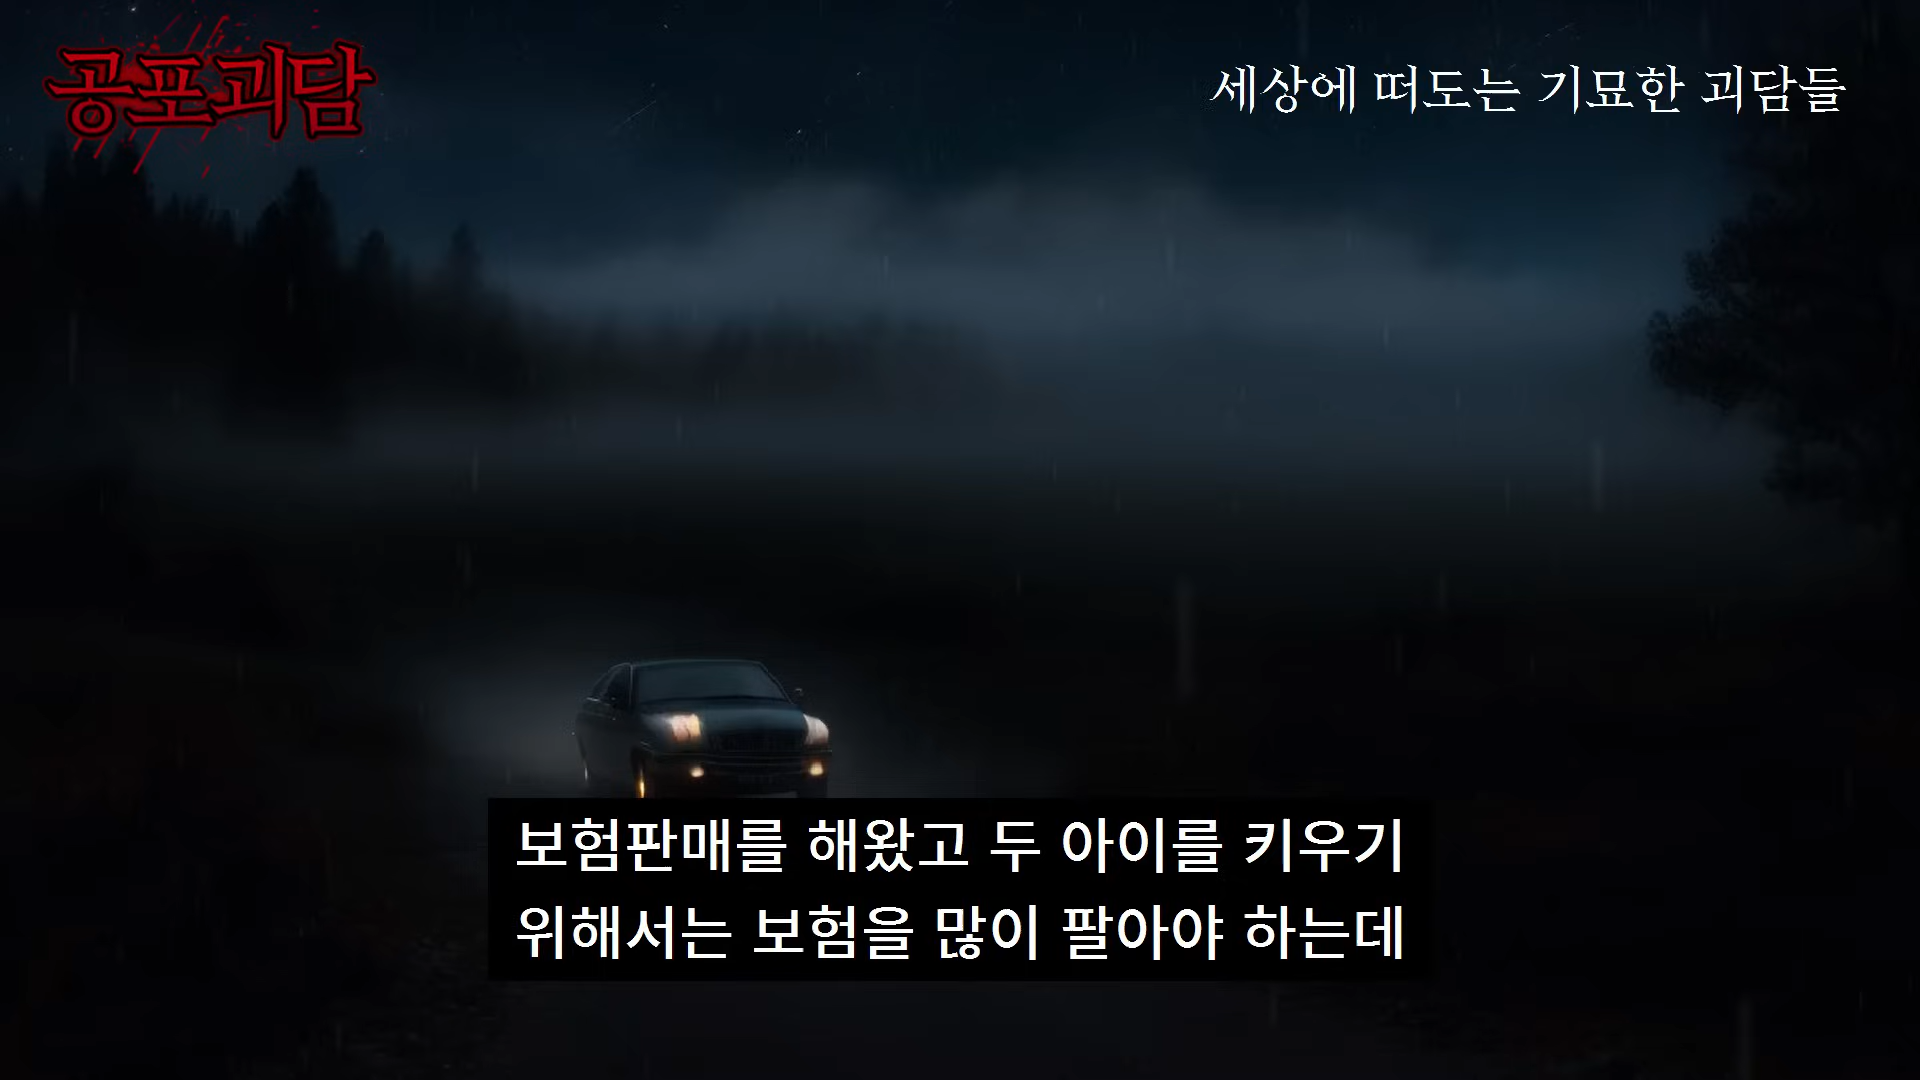 공포괴담
세상에 떠도는 기묘한 괴담들
보험판매를 해왔고 두 아이를 키우기
위해서는 보험을 많이 팔아야 하는데